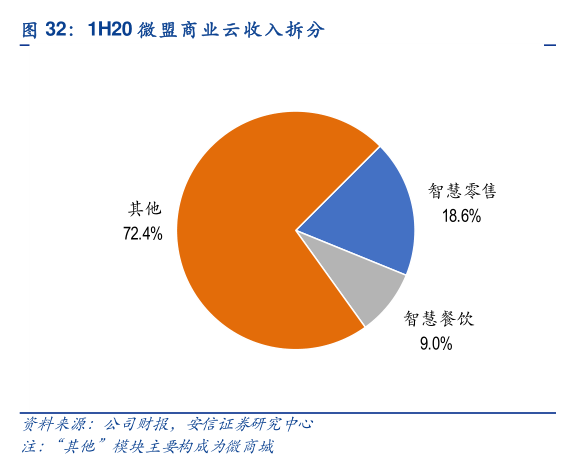 图 32：1H20 微盟商业云收入拆分
其他
72.4%
智慧零售
18.6%
智慧餐饮
9.0%
资料来源：公司财报，安信证券研究中心
注：“其他”模块主要构成为微商城